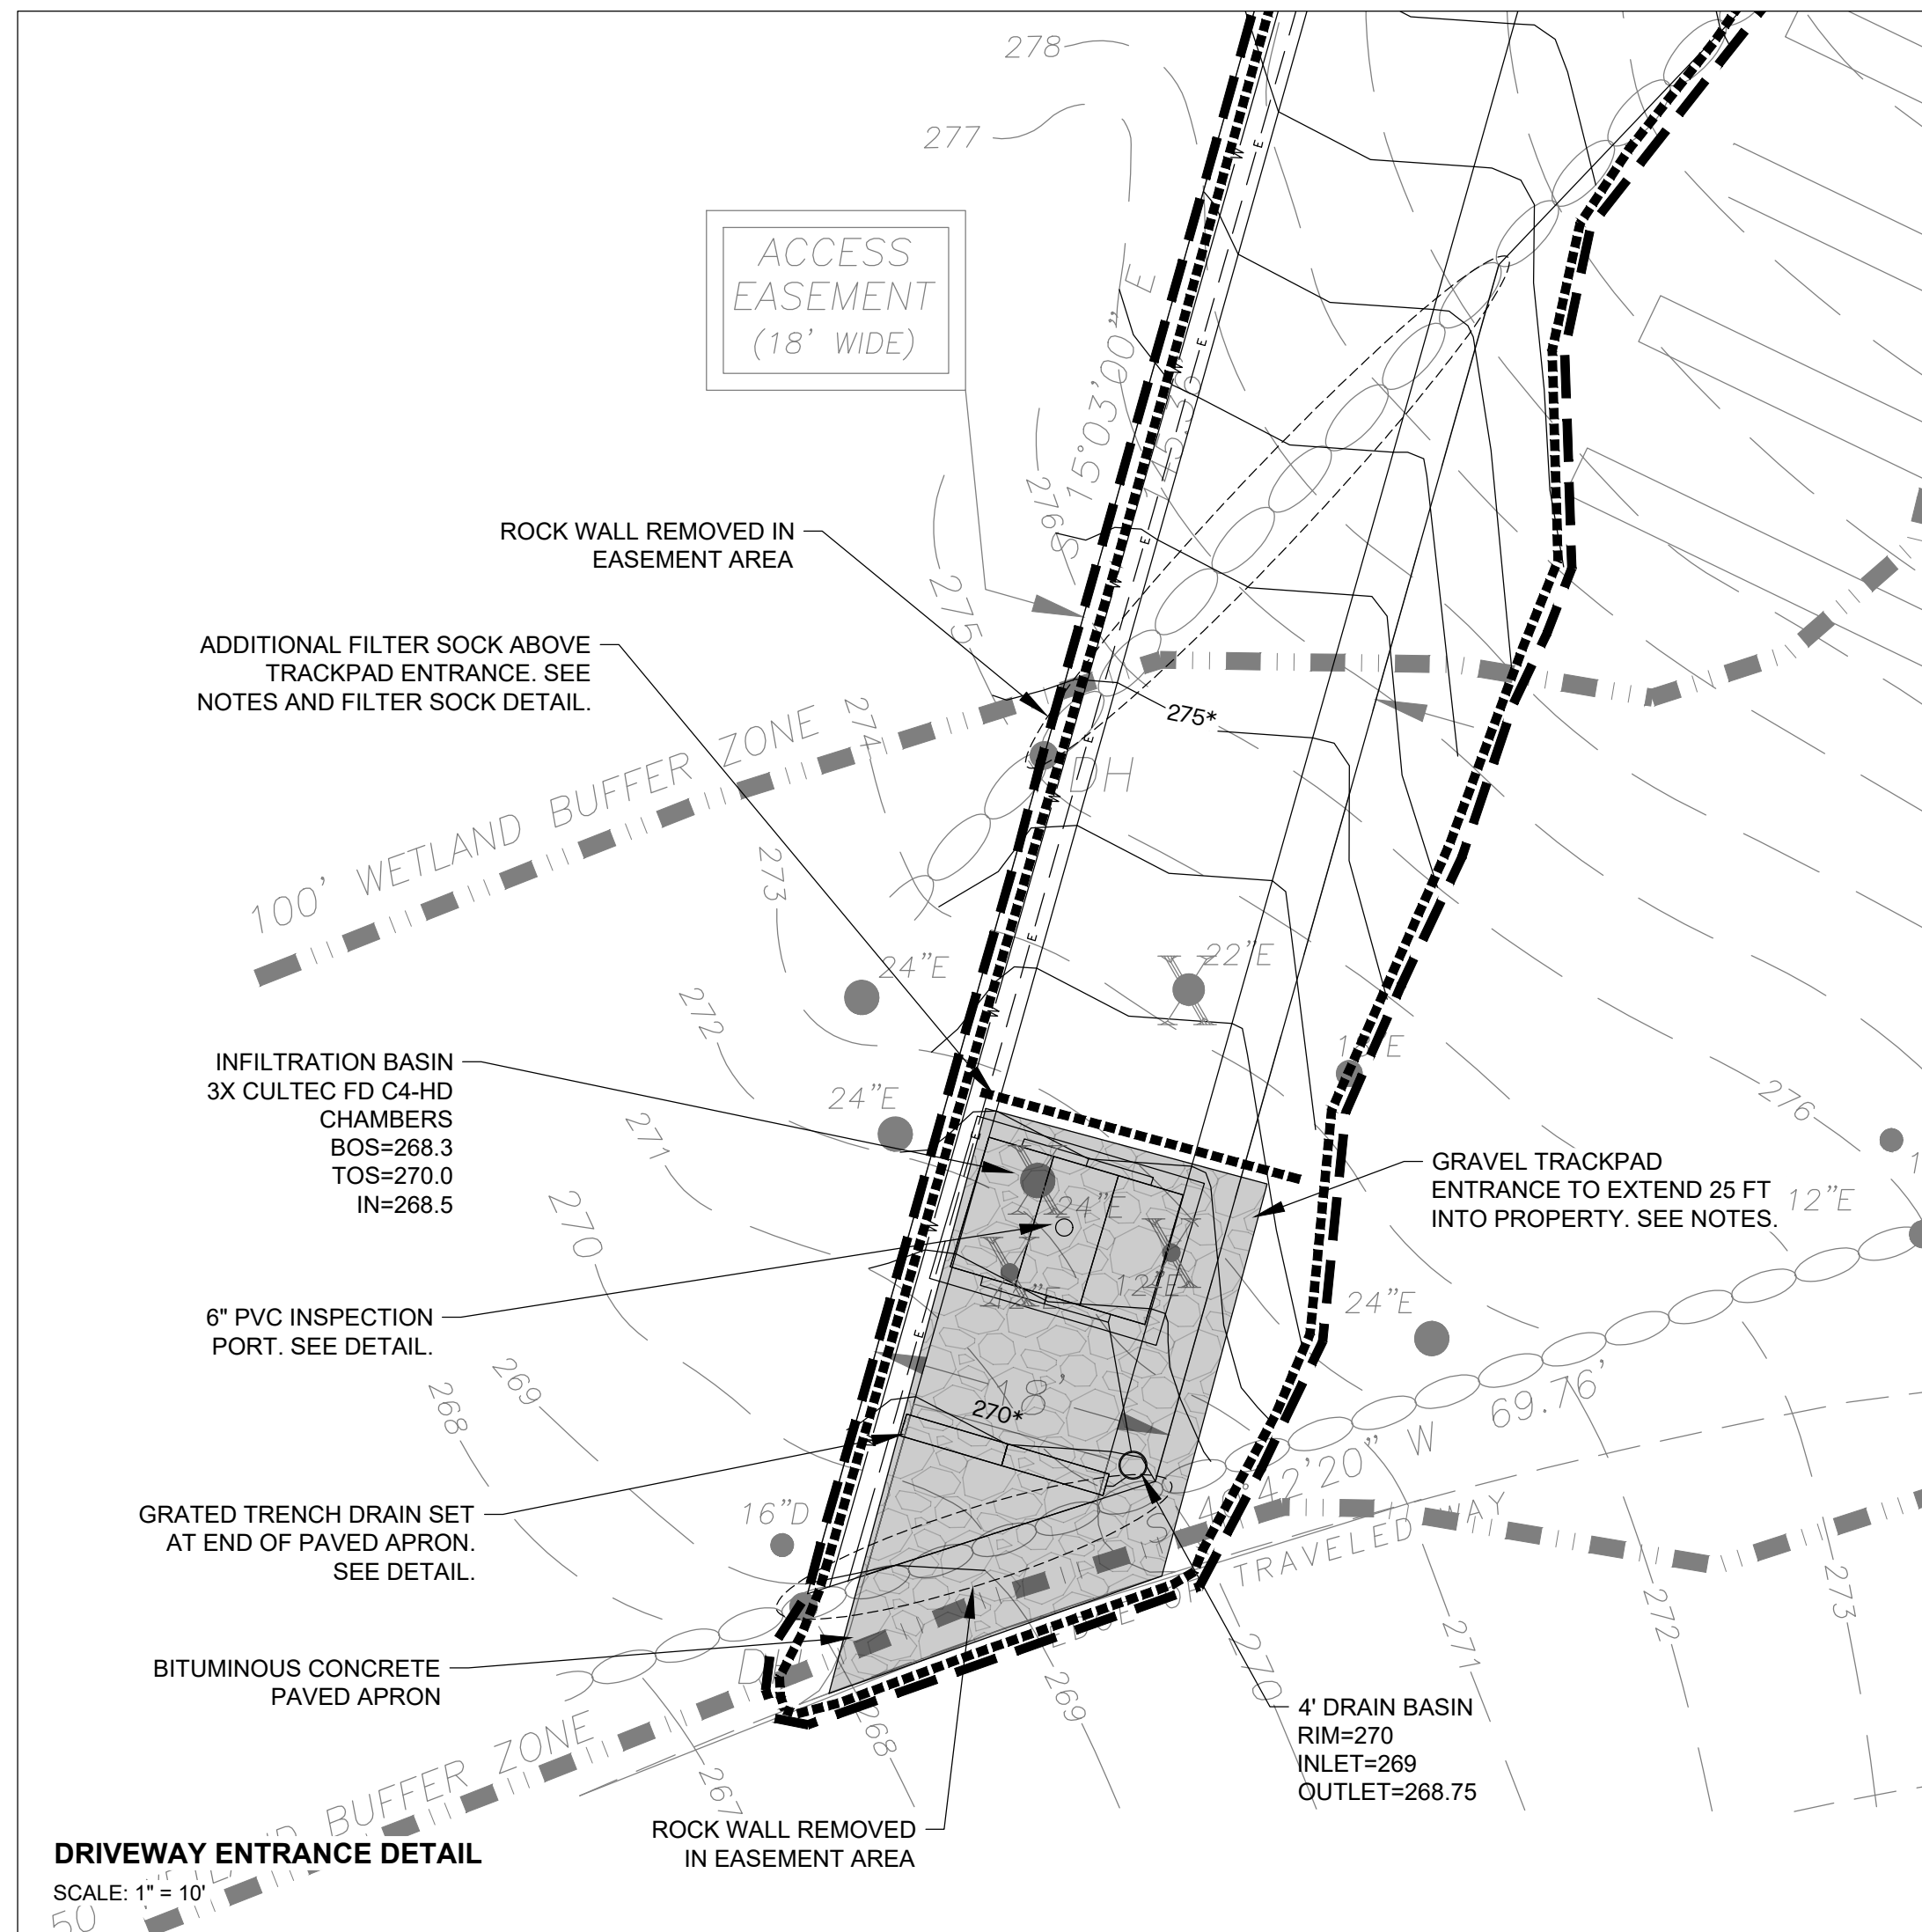 278
277
ACCESS
EASEMENT
(18' WIDE)
S 15°03'00" E
276
275
ROCK WALL REMOVED IN
EASEMENT AREA
ADDITIONAL FILTER SOCK ABOVE
TRACKPAD ENTRANCE. SEE
NOTES AND FILTER SOCK DETAIL.
274
275*
DH
100' WETLAND BUFFER ZONE
273
24"E
22"E
272
INFILTRATION BASIN
3X CULTEC FD C4-HD
CHAMBERS
BOS=268.3
TOS=270.0
IN=268.5
24"E
271
276
GRAVEL TRACKPAD
ENTRANCE TO EXTEND 25 FT
INTO PROPERTY. SEE NOTES.
24"E
12"E
270
12"E
12"E
24"E
6" PVC INSPECTION
PORT. SEE DETAIL.
269
268
18'
270*
69.76'
GRATED TRENCH DRAIN SET
AT END OF PAVED APRON.
SEE DETAIL.
16"D
42'20" W
EDGE OF TRAVELED WAY
BITUMINOUS CONCRETE
PAVED APRON
267
268
269
270
271
272
273
4' DRAIN BASIN
RIM=270
INLET=269
OUTLET=268.75
ROCK WALL REMOVED
IN EASEMENT AREA
BUFFER ZONE
DRIVEWAY ENTRANCE DETAIL
SCALE: 1" = 10'
50
W
W
W
W
W
W
W
E
E
E
E
E
E
E